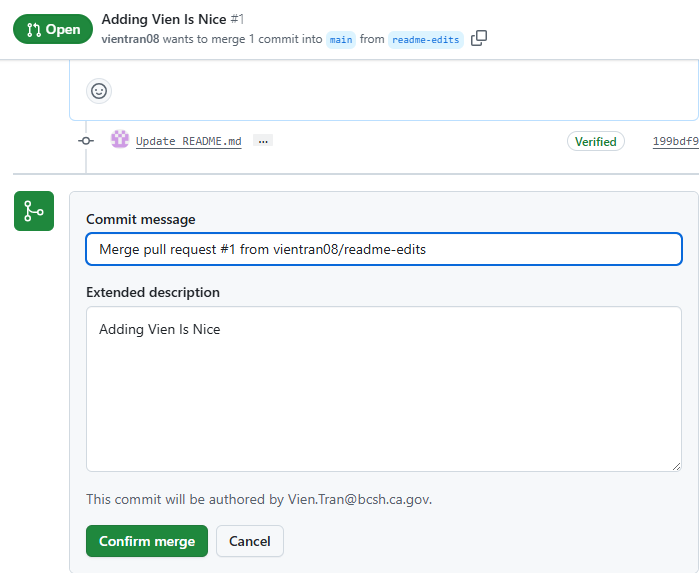 Open
Adding Vien Is Nice #1
vientran08 wants to merge 1 commit into main from readme-edits
Update README.md ...
Verified
199bdf9
Commit message
Merge pull request #1 from vientran08/readme-edits
Extended description
Adding Vien Is Nice
This commit will be authored by Vien.Tran@bcsh.ca.gov.
Confirm merge
Cancel